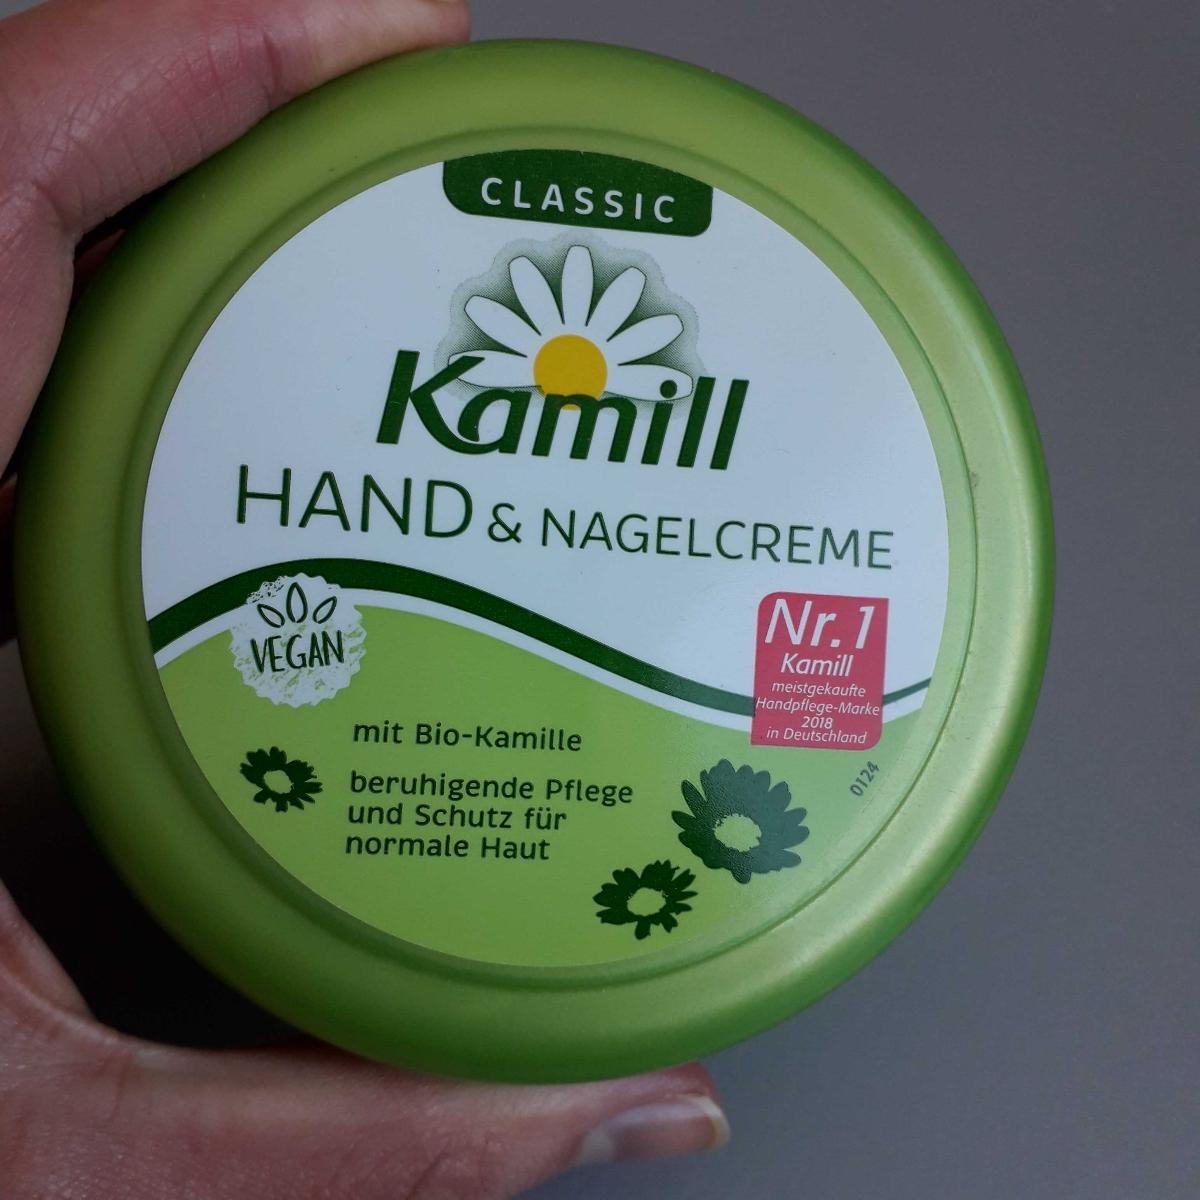 CLASSIC
Kamill
HAND & NAGELCREME
VEGAN
Nr.1
Kamill
meistgekaufte
Handpflege-Marke
2018
in Deutschland
mit Bio-Kamille
beruhigende Pflege
und Schutz für
normale Haut
0124